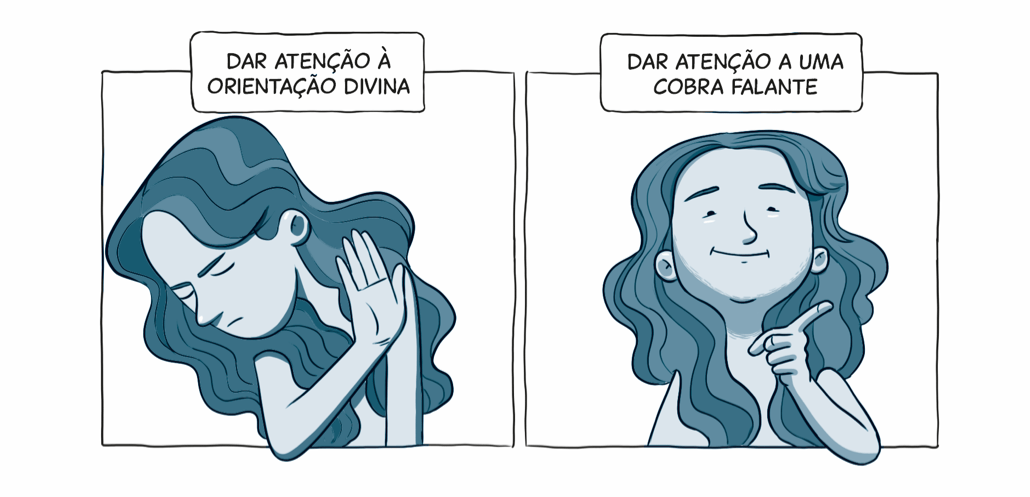 DAR ATENÇÃO À
ORIENTAÇÃO DIVINA
DAR ATENÇÃO A UMA
COBRA FALANTE